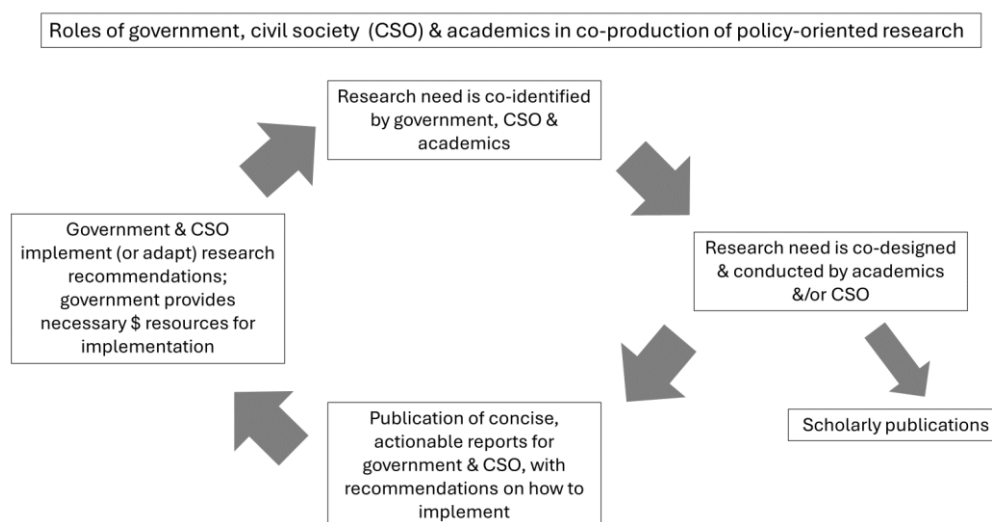 Roles of government, civil society (CSO) & academics in co-production of policy-oriented research
Research need is co-identified
by government, CSO &
academics
Research need is co-designed
& conducted by academics
&/or CSO
Scholarly publications
Publication of concise,
actionable reports for
government & CSO, with
recommendations on how to
implement
Government & CSO
implement (or adapt) research
recommendations;
government provides
necessary $ resources for
implementation